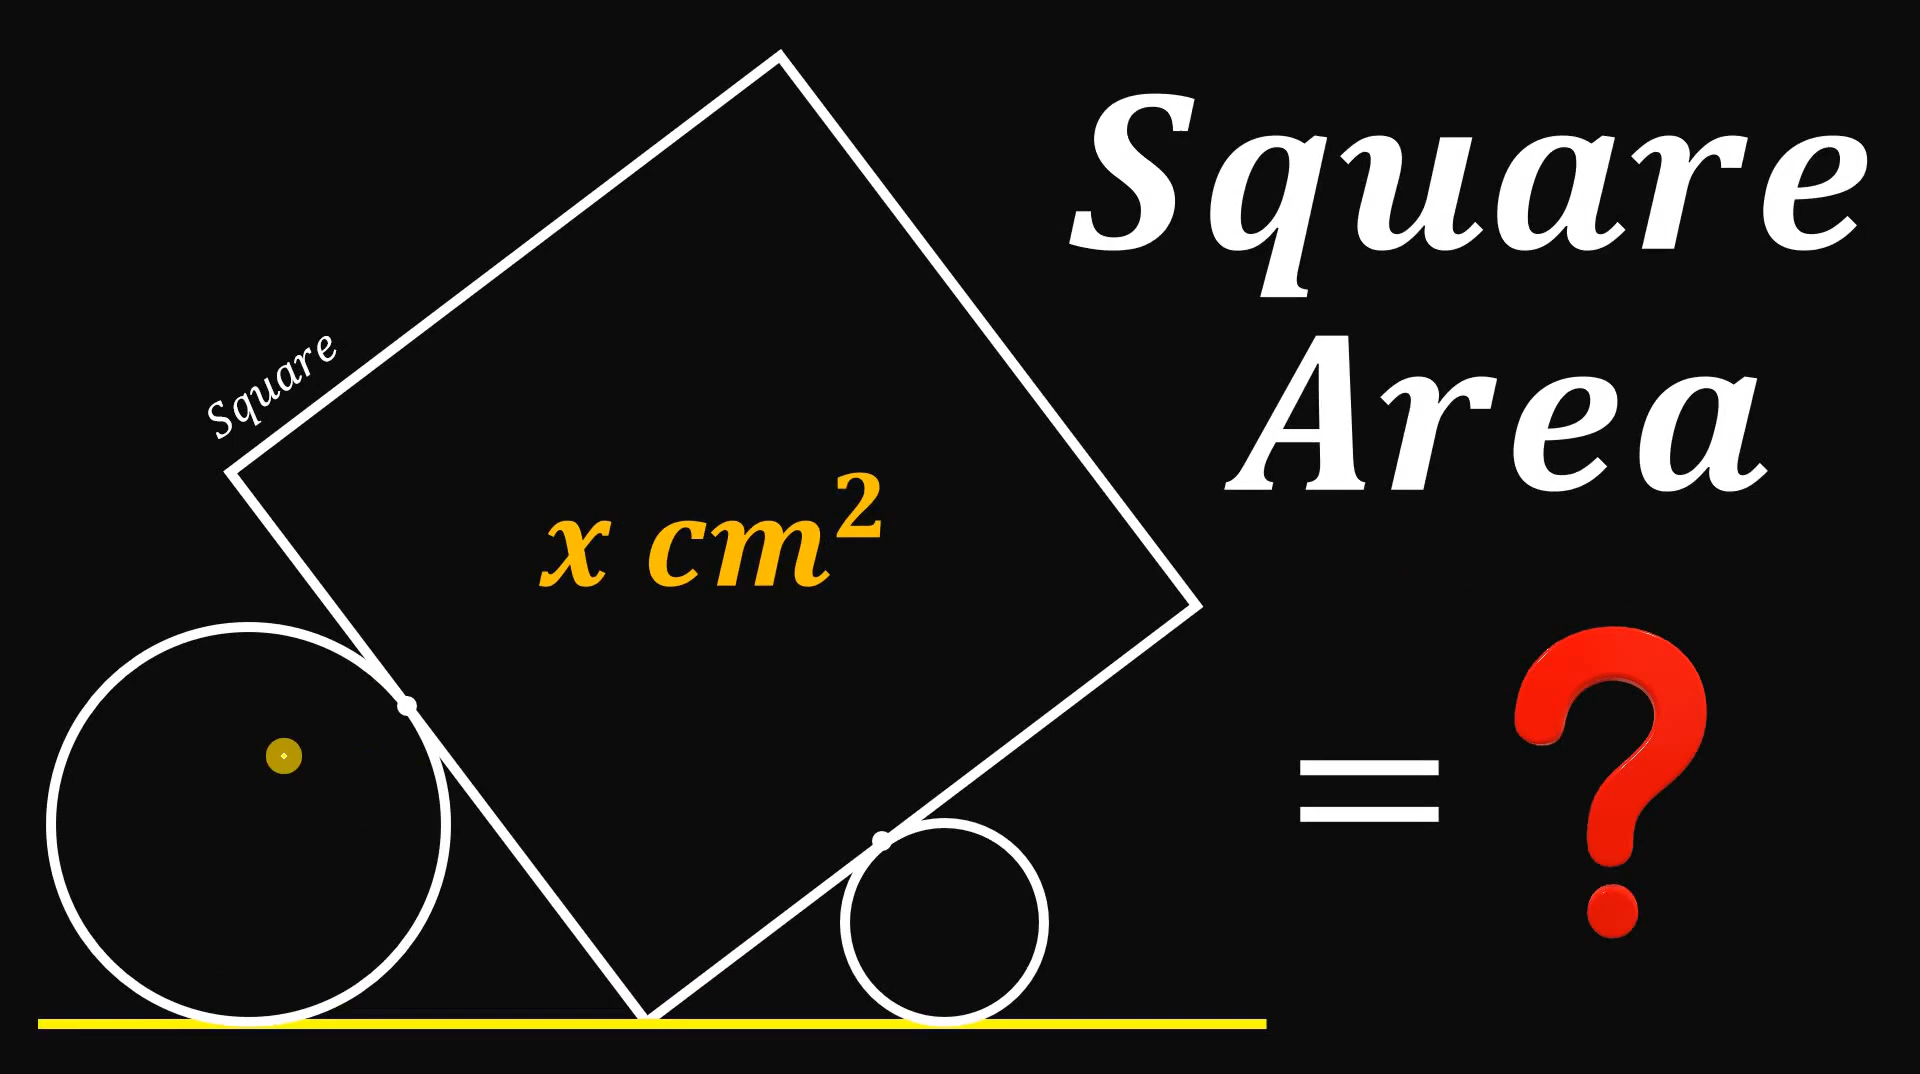 Square
Area
Square
x cm²
= ?